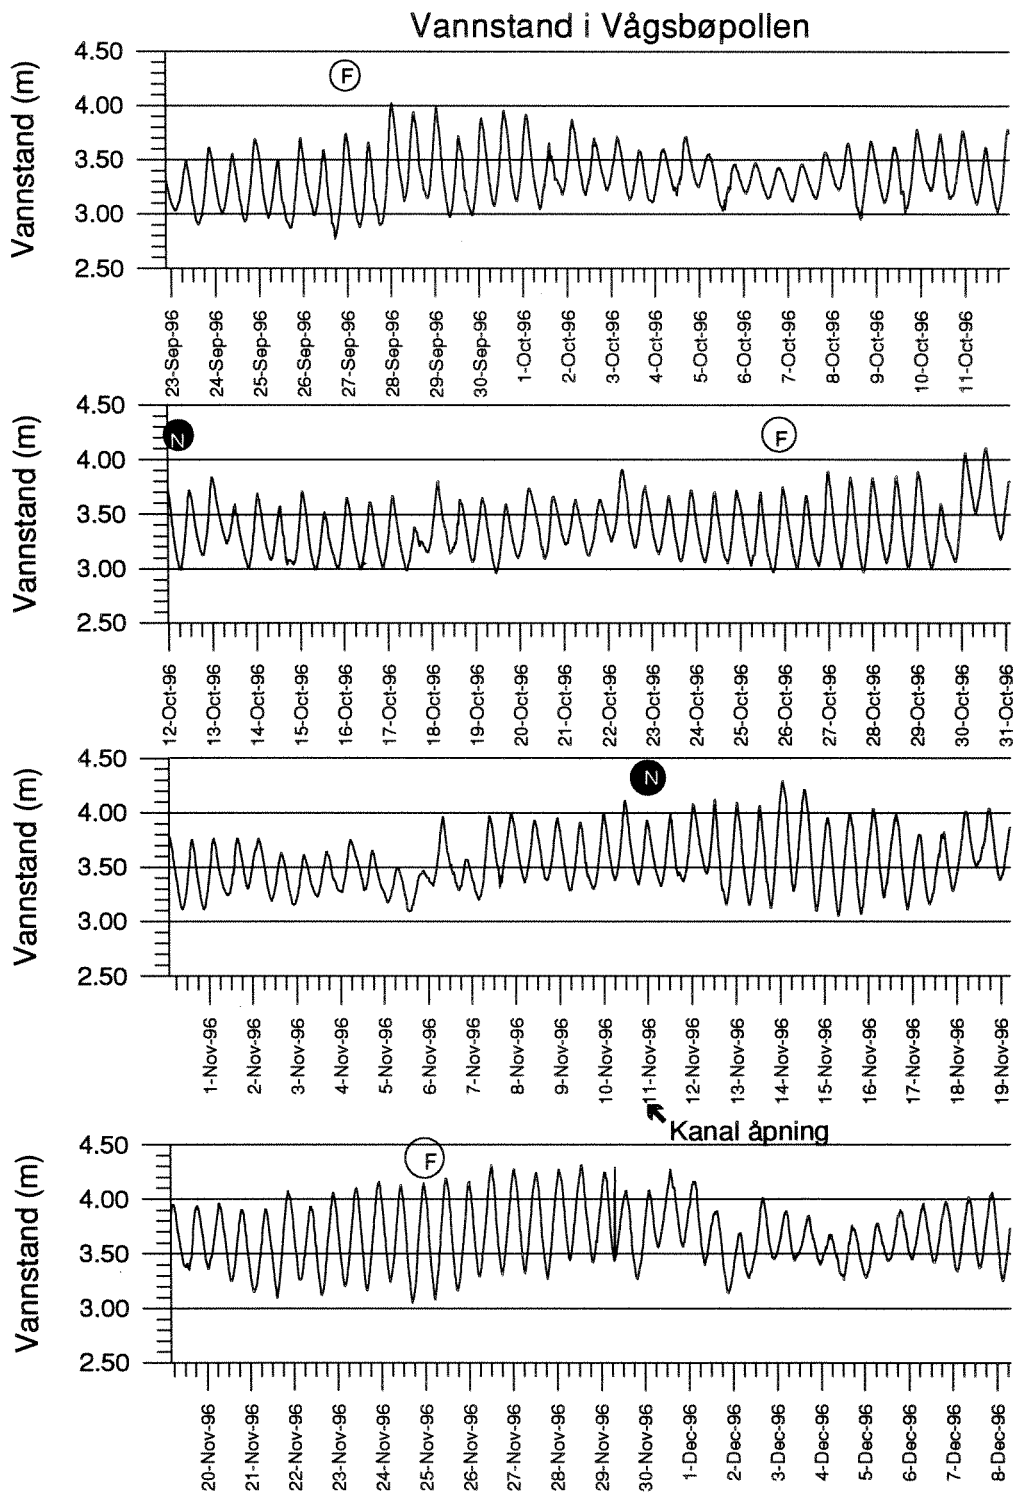 Vannstand i Vågsbøpollen
Vannstand (m)
4.50
4.00
3.50
3.00
2.50
F
23-Sep-96
24-Sep-96
25-Sep-96
26-Sep-96
27-Sep-96
28-Sep-96
29-Sep-96
30-Sep-96
1-Oct-96
2-Oct-96
3-Oct-96
4-Oct-96
5-Oct-96
6-Oct-96
7-Oct-96
8-Oct-96
9-Oct-96
10-Oct-96
11-Oct-96
Vannstand (m)
4.50
4.00
3.50
3.00
2.50
N
F
12-Oct-96
13-Oct-96
14-Oct-96
15-Oct-96
16-Oct-96
17-Oct-96
18-Oct-96
19-Oct-96
20-Oct-96
21-Oct-96
22-Oct-96
23-Oct-96
24-Oct-96
25-Oct-96
26-Oct-96
27-Oct-96
28-Oct-96
29-Oct-96
30-Oct-96
31-Oct-96
Vannstand (m)
4.50
4.00
3.50
3.00
2.50
N
1-Nov-96
2-Nov-96
3-Nov-96
4-Nov-96
5-Nov-96
6-Nov-96
7-Nov-96
8-Nov-96
9-Nov-96
10-Nov-96
11-Nov-96
12-Nov-96
13-Nov-96
14-Nov-96
15-Nov-96
16-Nov-96
17-Nov-96
18-Nov-96
19-Nov-96
Kanal åpning
Vannstand (m)
4.50
4.00
3.50
3.00
2.50
F
20-Nov-96
21-Nov-96
22-Nov-96
23-Nov-96
24-Nov-96
25-Nov-96
26-Nov-96
27-Nov-96
28-Nov-96
29-Nov-96
30-Nov-96
1-Dec-96
2-Dec-96
3-Dec-96
4-Dec-96
5-Dec-96
6-Dec-96
7-Dec-96
8-Dec-96